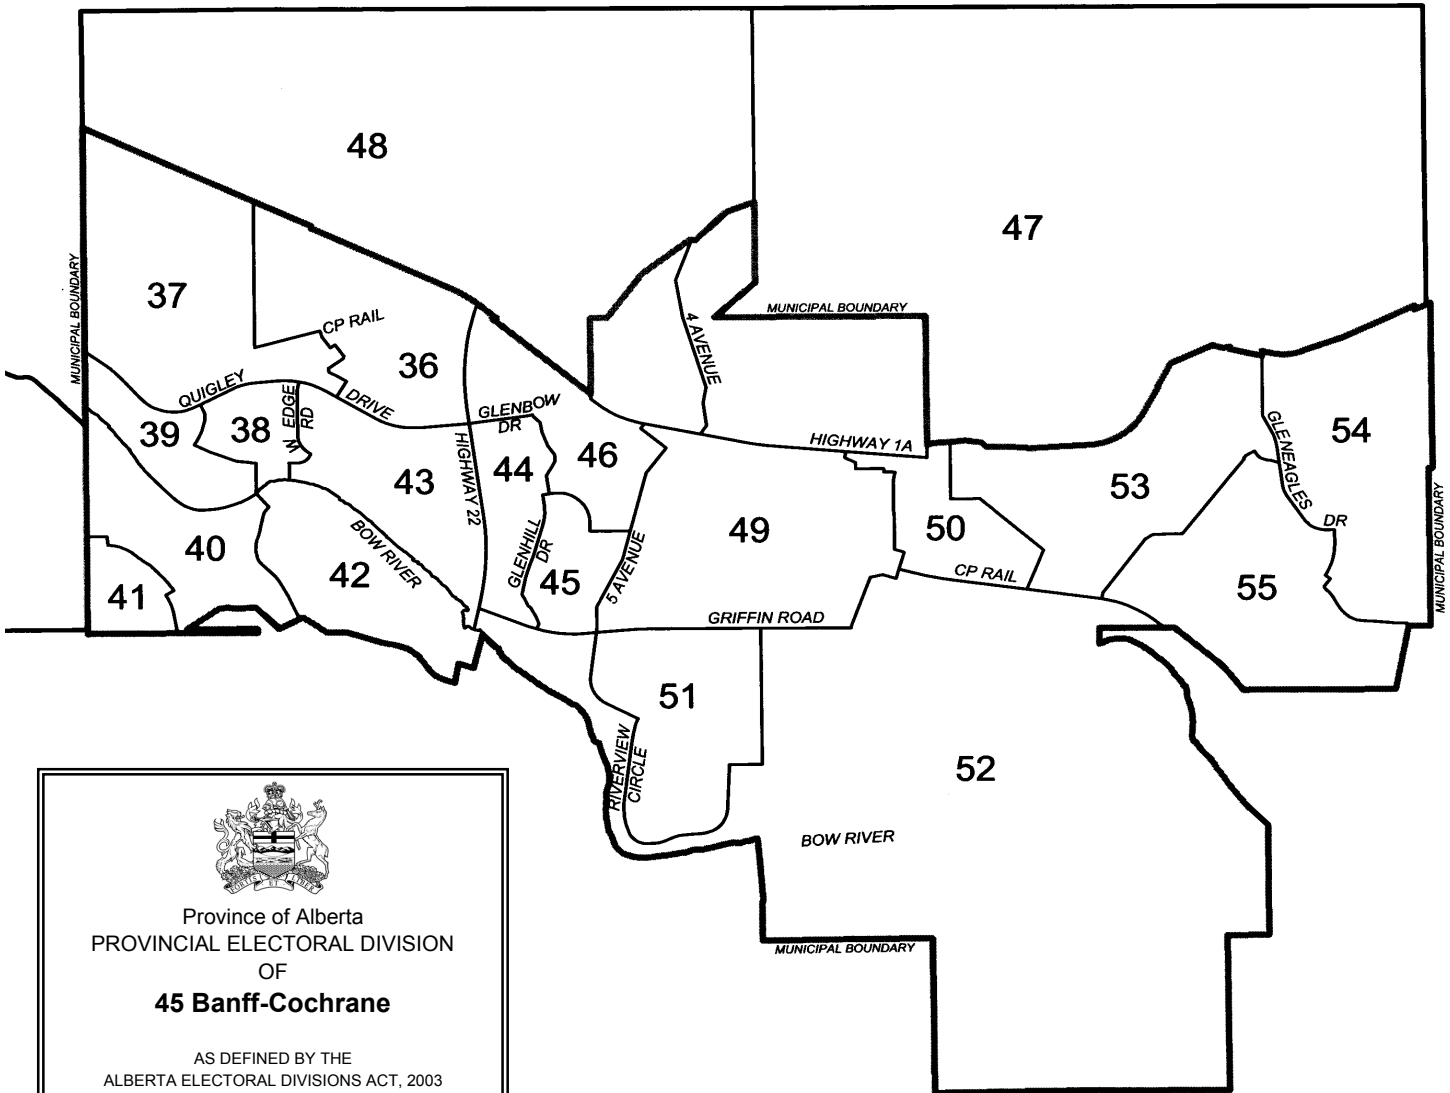 48
47
MUNICIPAL BOUNDARY
37
MUNICIPAL BOUNDARY
CP RAIL
4 AVENUE
36
QUIGLEY
DRIVE
N EDGE
RD
GLENBOW
DR
54
39
38
HIGHWAY 1A
GLENEAGLES
DR
46
44
43
HIGHWAY 22
53
MUNICIPAL BOUNDARY
49
50
40
BOW RIVER
GLENHILL
DR
5 AVENUE
42
45
CP RAIL
41
55
GRIFFIN ROAD
51
RIVERVIEW
CIRCLE
52
BOW RIVER
MUNICIPAL BOUNDARY
FORTIS ET LIBER
Province of Alberta
PROVINCIAL ELECTORAL DIVISION
OF
45 Banff-Cochrane
AS DEFINED BY THE
ALBERTA ELECTORAL DIVISIONS ACT, 2003